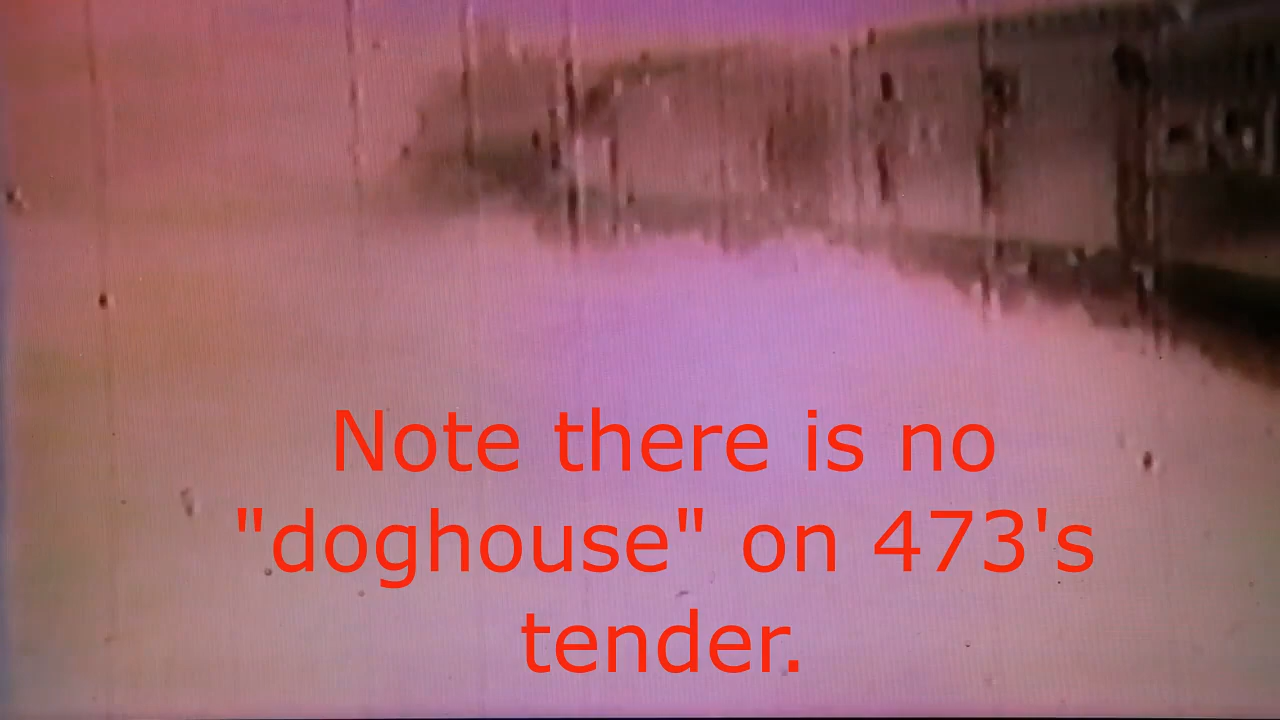 Note there is no
"doghouse" on 473's
tender.